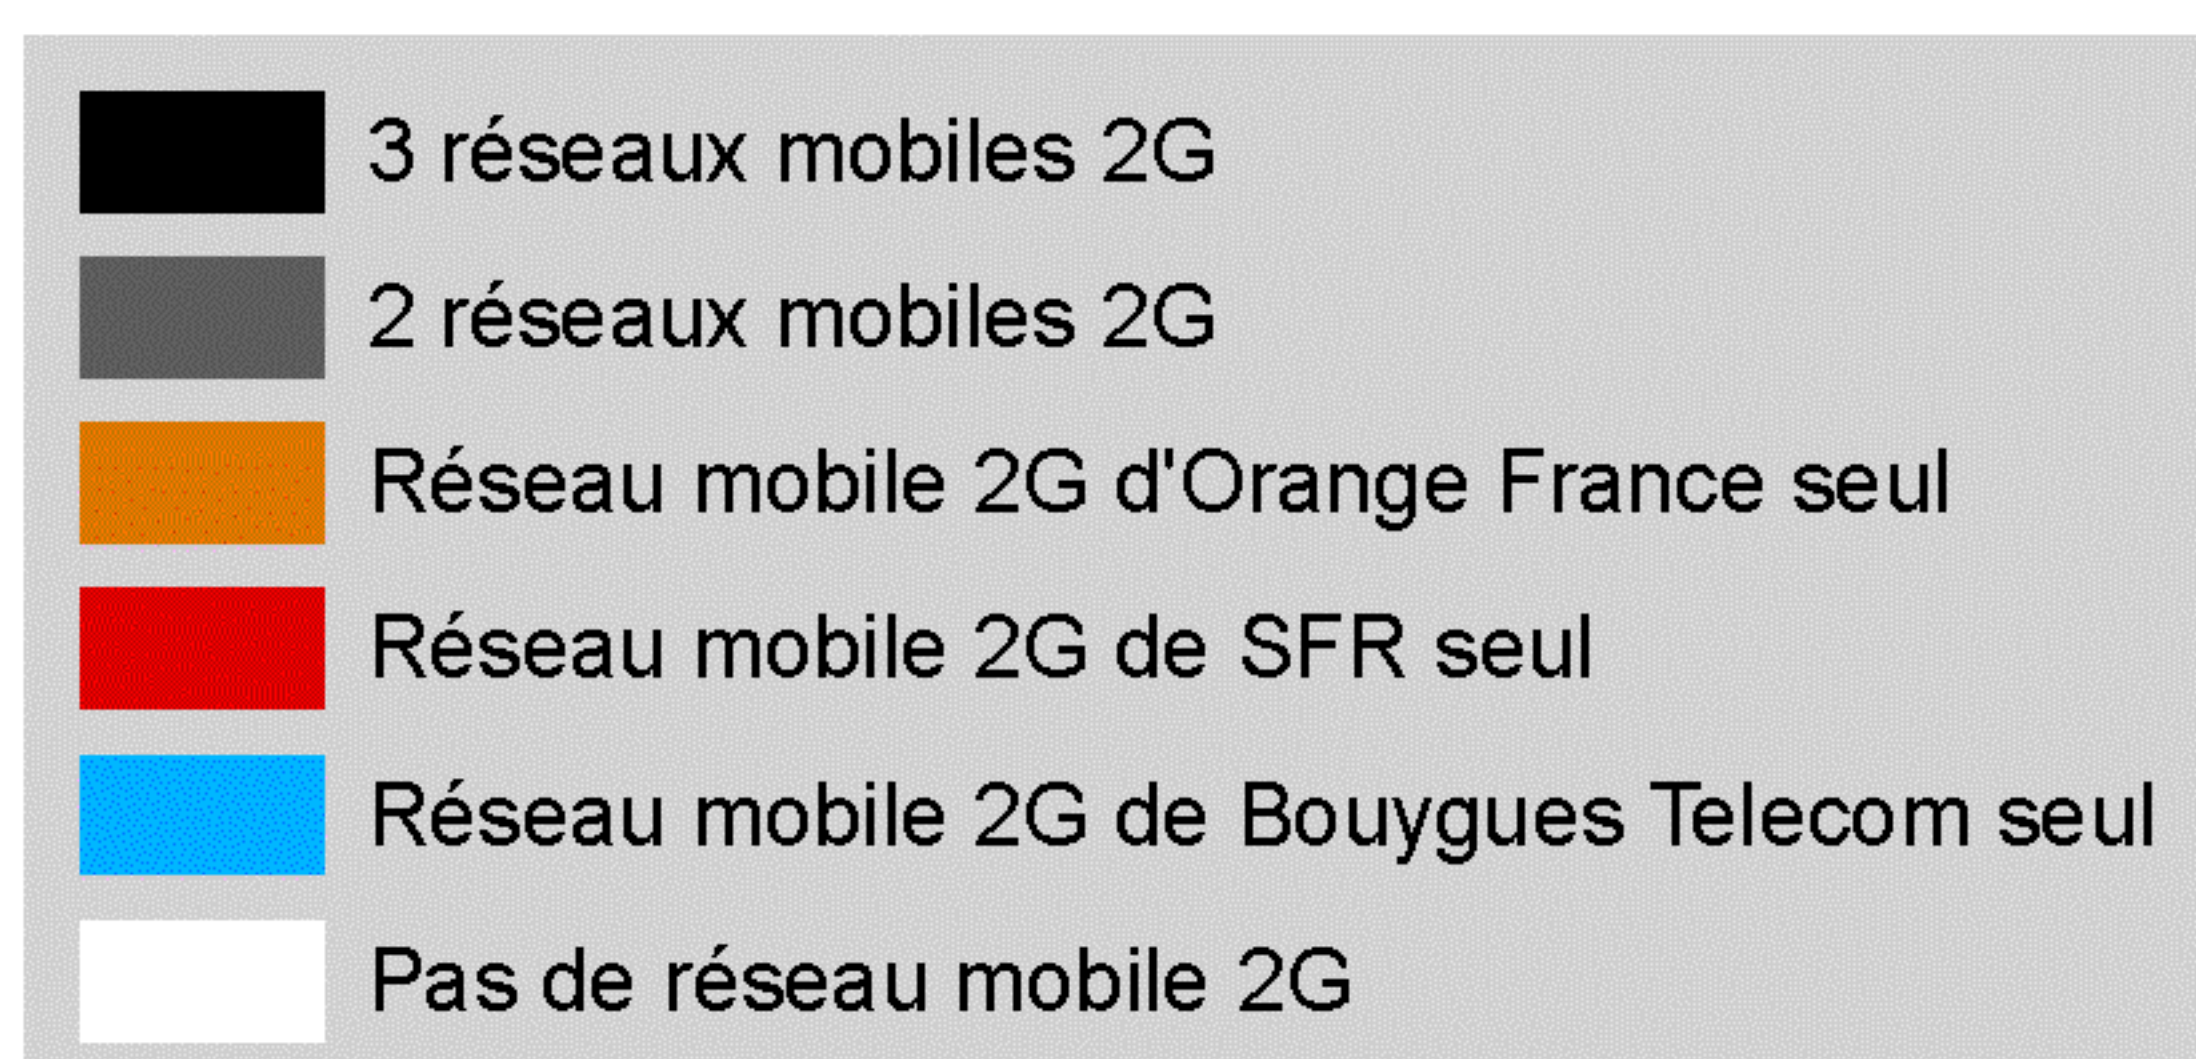 3 réseaux mobiles 2G
2 réseaux mobiles 2G
Réseau mobile 2G d'Orange France seul
Réseau mobile 2G de SFR seul
Réseau mobile 2G de Bouygues Telecom seul
Pas de réseau mobile 2G